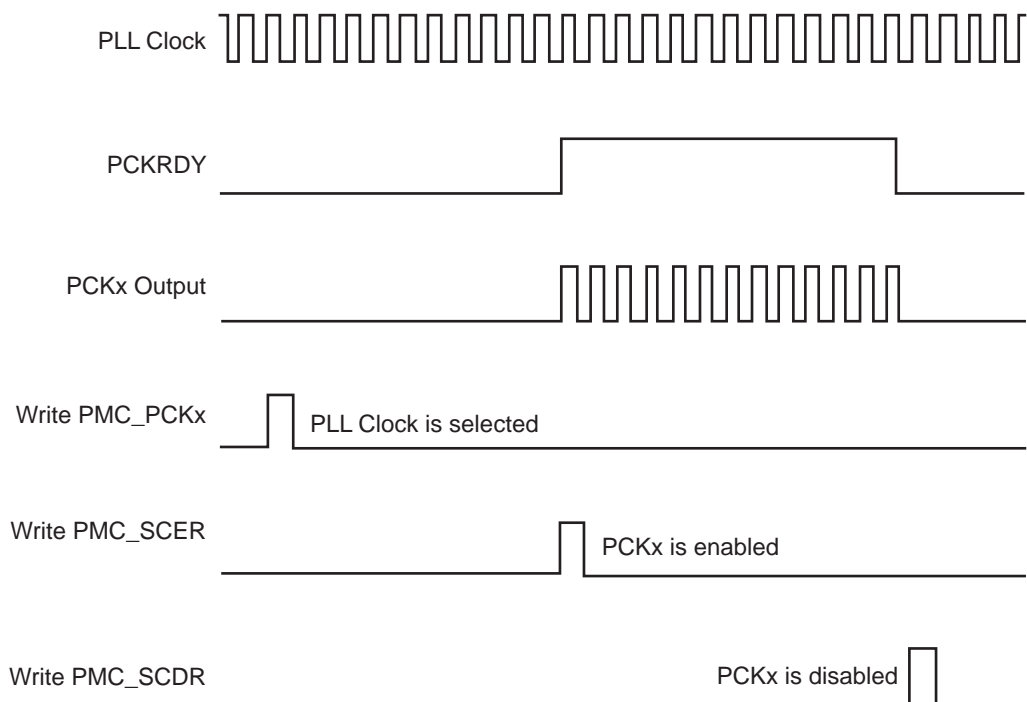 PLL Clock
PCKRDY
PCKx Output
Write PMC_PCKx
PLL Clock is selected
Write PMC_SCER
PCKx is enabled
Write PMC_SCDR
PCKx is disabled